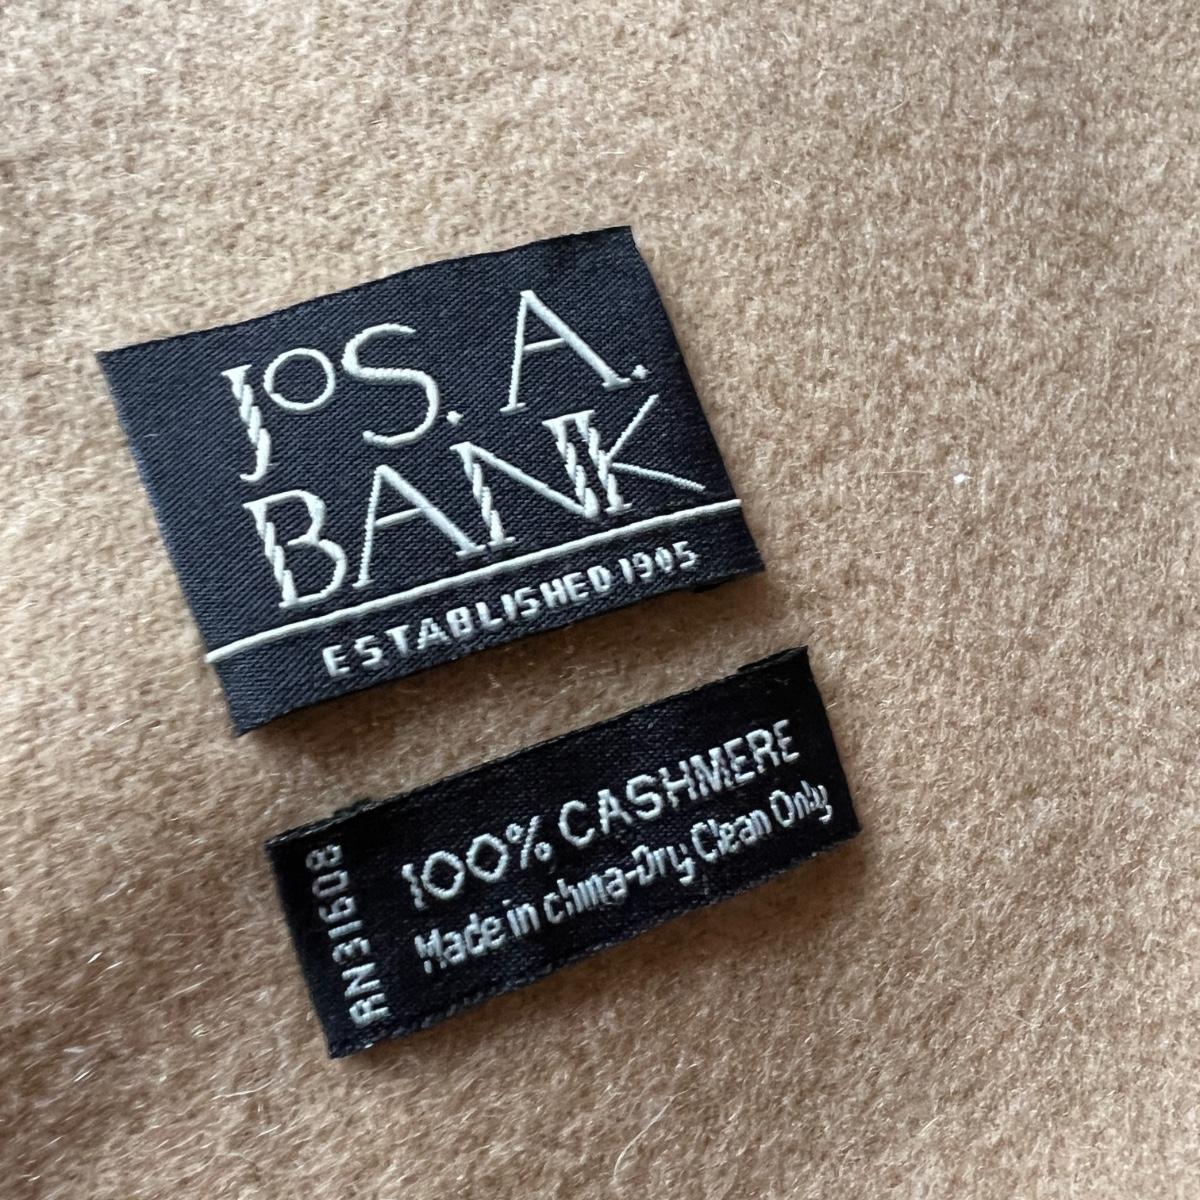 JOS. A.
BANK
ESTABLISHED 1905
100% CASHMERE
Made in china-Dry Clean Only
RN31608